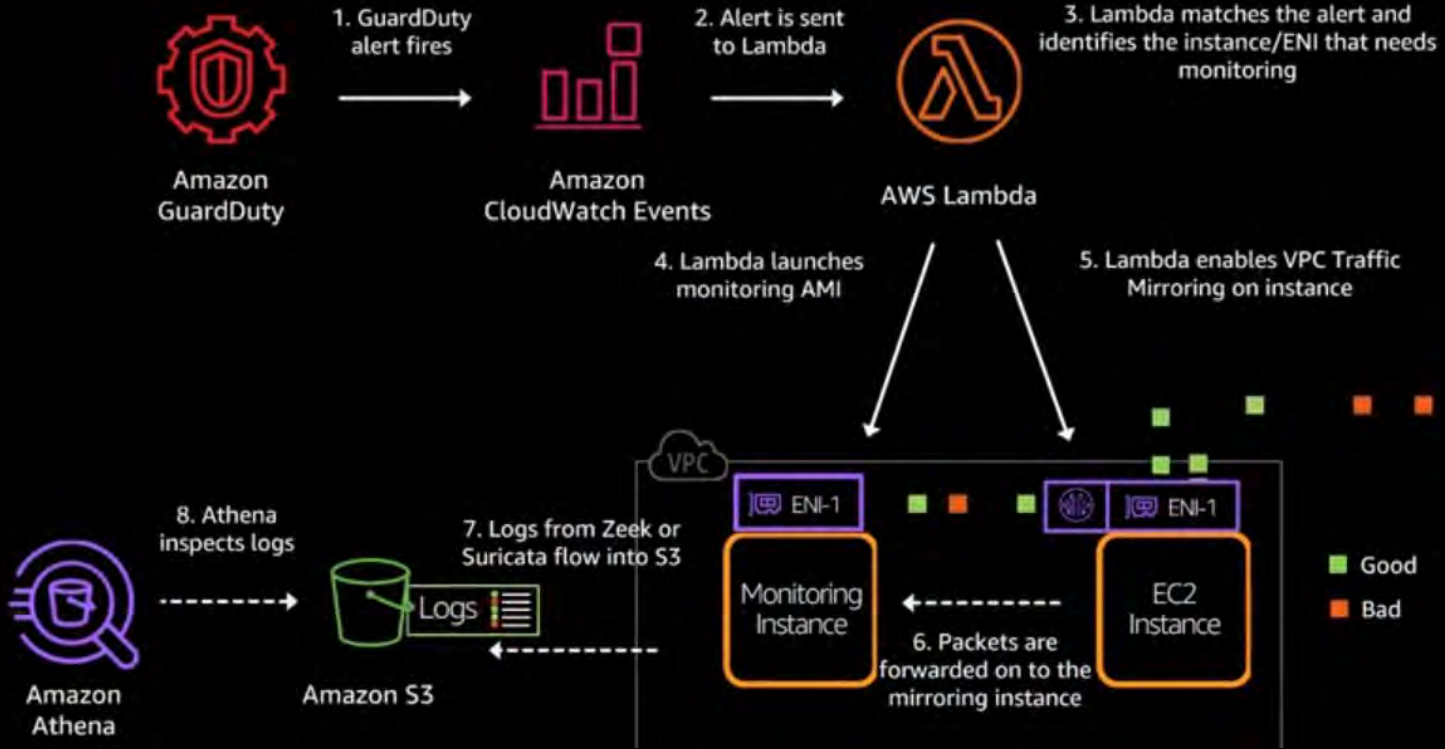 1. GuardDuty
alert fires
2. Alert is sent
to Lambda
3. Lambda matches the alert and
identifies the instance/ENI that needs
monitoring
Amazon
GuardDuty
Amazon
CloudWatch Events
AWS Lambda
4. Lambda launches
monitoring AMI
5. Lambda enables VPC Traffic
Mirroring on instance
VPC
ENI-1
ENI-1
8. Athena
inspects logs
7. Logs from Zeek or
Suricata flow into S3
Logs
Monitoring
Instance
EC2
Instance
Good
Bad
6. Packets are
forwarded on to the
mirroring instance
Amazon
Athena
Amazon S3